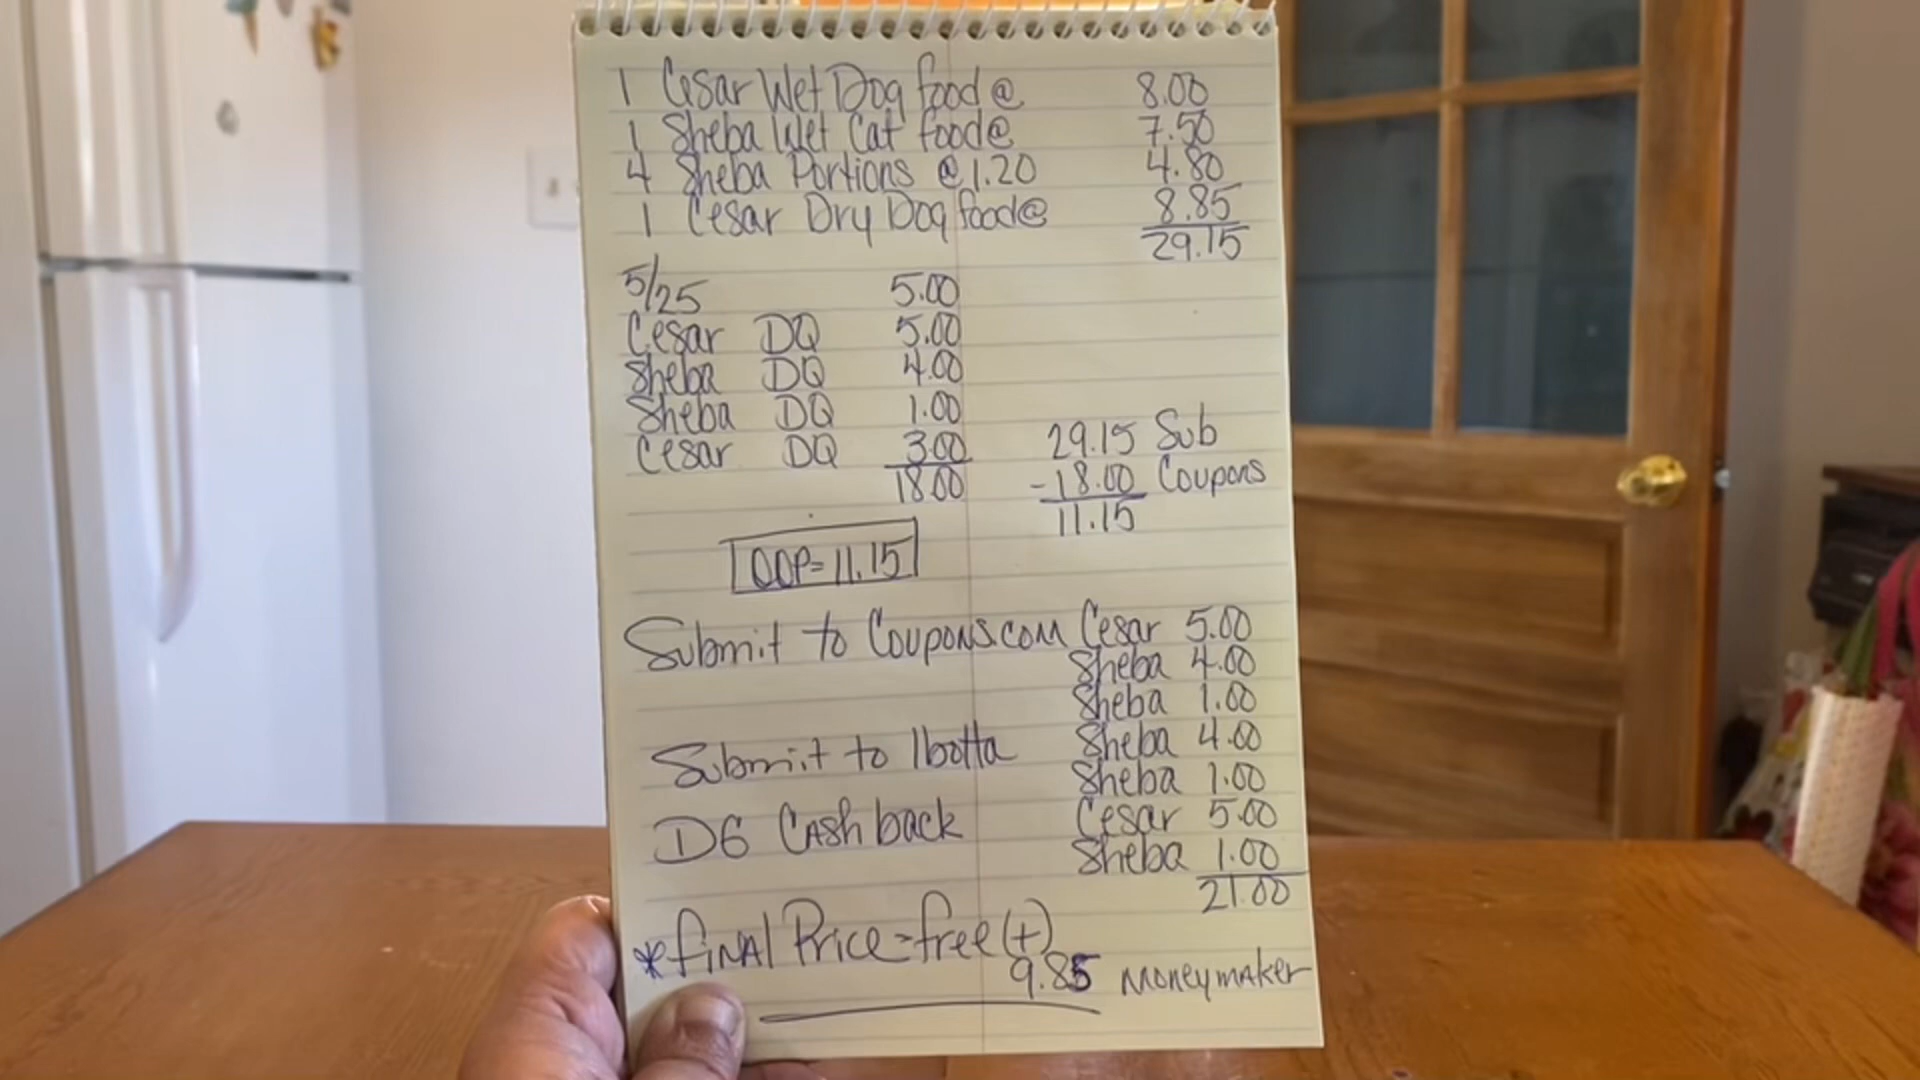 1 Cesar Wet Dog food @ 8.00
1 Sheba Wet Cat food@ 7.50
4 Sheba Portions @ 1.20 4.80
1 Cesar Dry Dog food@ 8.85
29.15
5/25 5.00
Cesar DQ 5.00
Sheba DQ 4.00
Sheba DQ 1.00
Cesar DQ 3.00
18.00
29.15 Sub
-18.00 Coupons
11.15
OOP=11.15
Submit to Coupons.com Cesar 5.00
Sheba 4.00
Sheba 1.00
Submit to Ibotta Sheba 4.00
Sheba 1.00
DG Cash back Cesar 5.00
Sheba 1.00
21.00
*Final Price=free (+)
9.85 Moneymaker